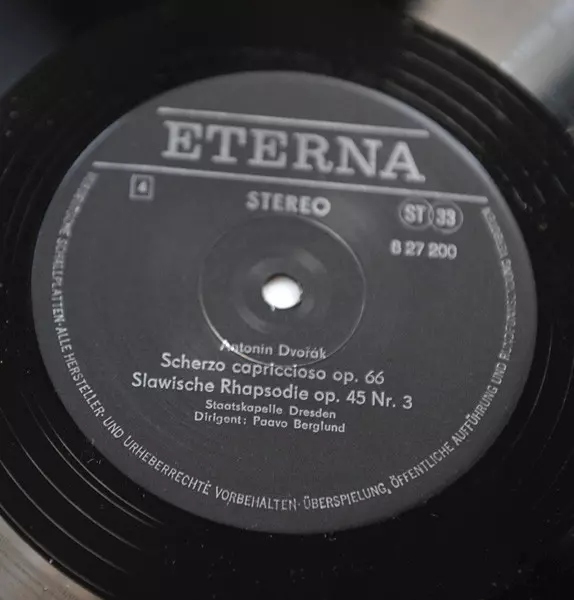 ETERNA
4
STEREO
ST 33
8 27 200
Antonin Dvořák
Scherzo capriccioso op. 66
Slawische Rhapsodie op. 45 Nr. 3
Staatskapelle Dresden
Dirigent: Paavo Berglund
SCHALLPLATTEN · ALLE HERSTELLER- UND URHEBERRECHTE VORBEHALTEN · ÜBERSPIELUNG, ÖFFENTLICHE AUFFÜHRUNG UND RUNDFUNKSENDUNG